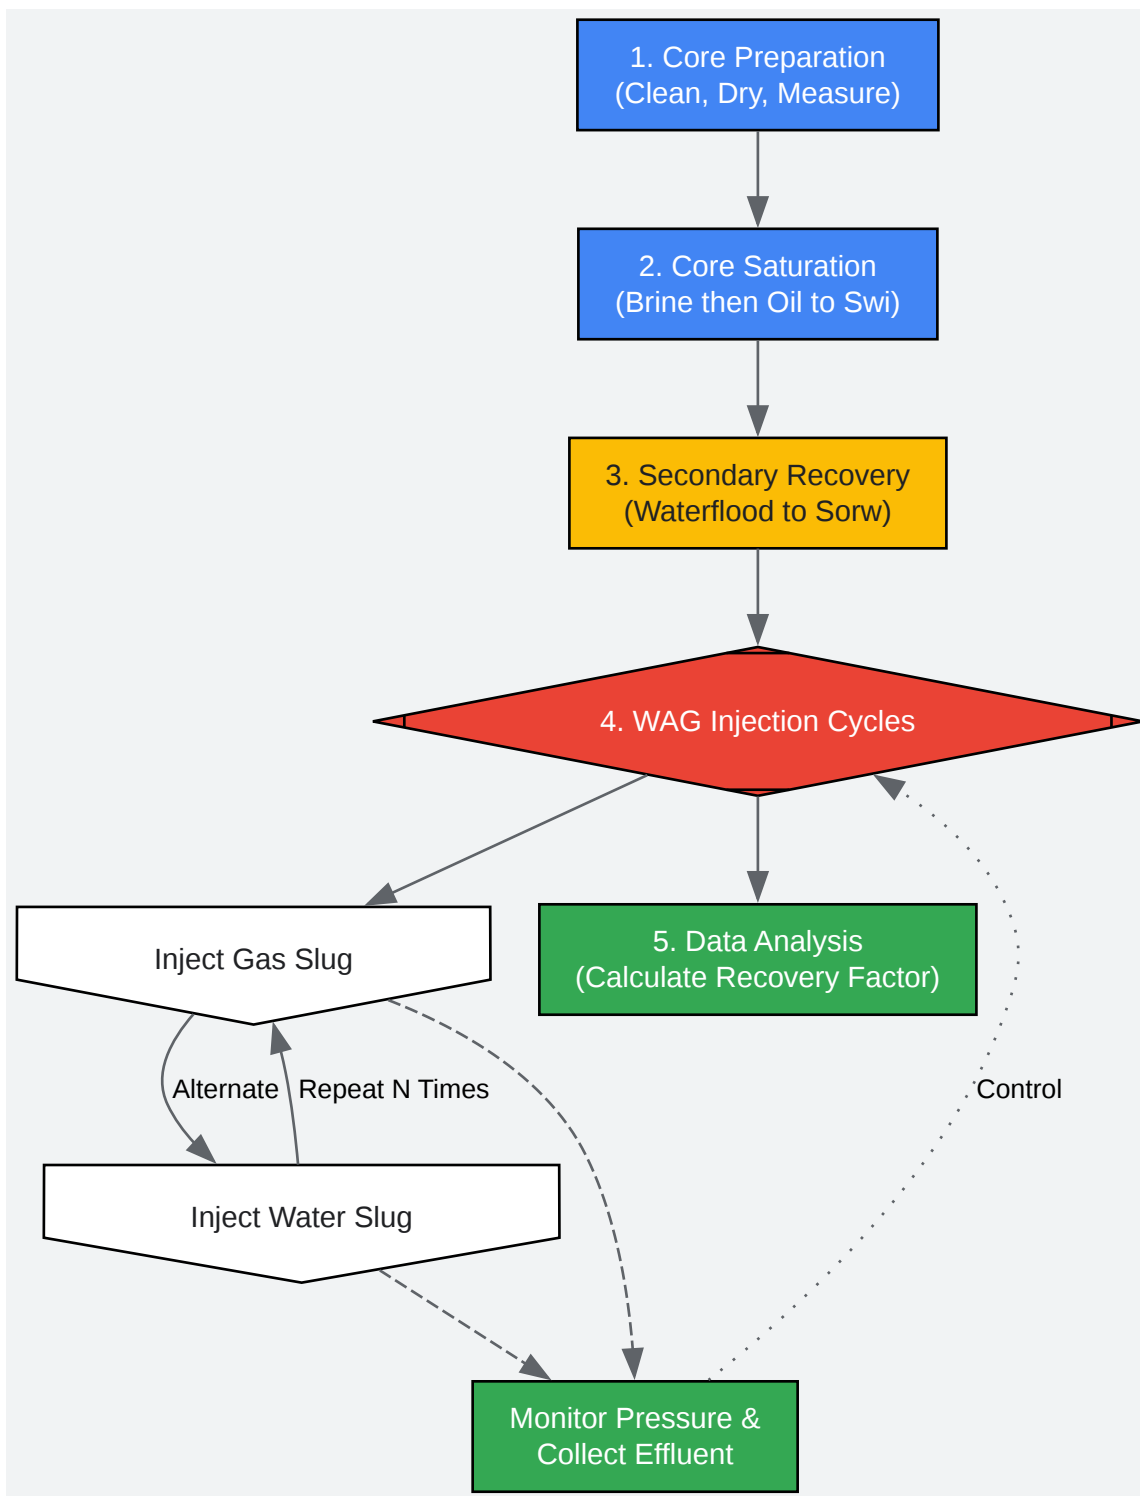 1. Core Preparation
(Clean, Dry, Measure)
2. Core Saturation
(Brine then Oil to Swi)
3. Secondary Recovery
(Waterflood to Sorw)
4. WAG Injection Cycles
Inject Gas Slug
5. Data Analysis
(Calculate Recovery Factor)
Alternate
Repeat N Times
Control
Inject Water Slug
Monitor Pressure &
Collect Effluent